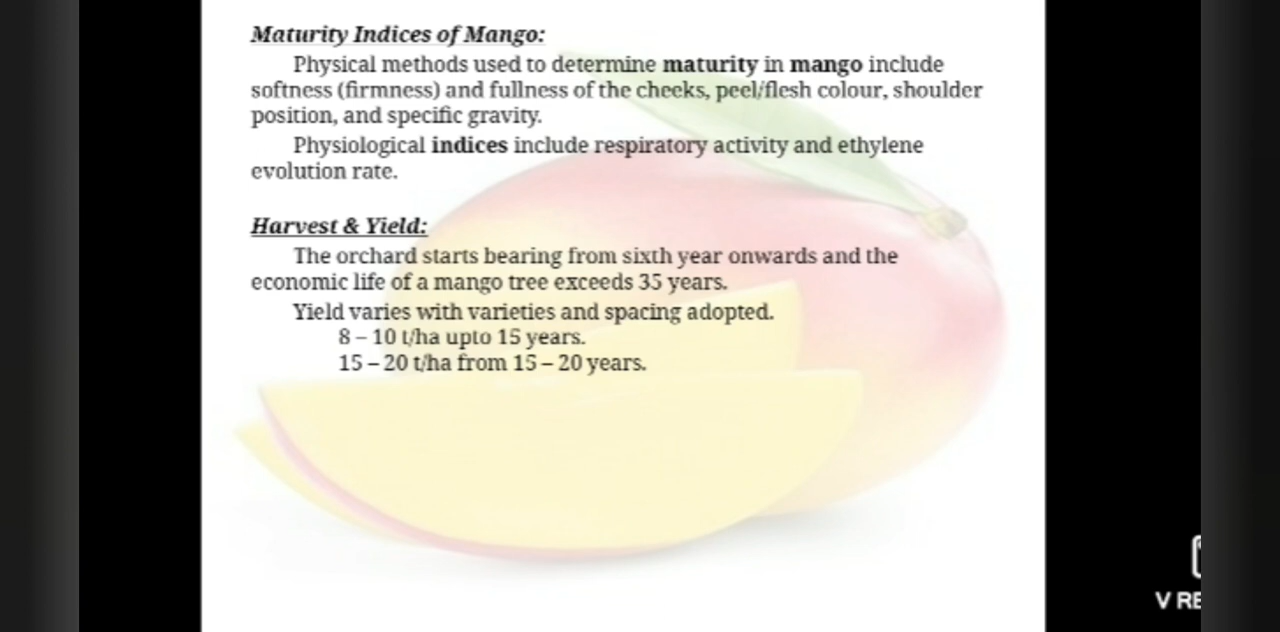 Maturity Indices of Mango:
Physical methods used to determine maturity in mango include
softness (firmness) and fullness of the cheeks, peel/flesh colour, shoulder
position, and specific gravity.
Physiological indices include respiratory activity and ethylene
evolution rate.
Harvest & Yield:
The orchard starts bearing from sixth year onwards and the
economic life of a mango tree exceeds 35 years.
Yield varies with varieties and spacing adopted.
8 – 10 t/ha upto 15 years.
15 – 20 t/ha from 15 – 20 years.
V RE